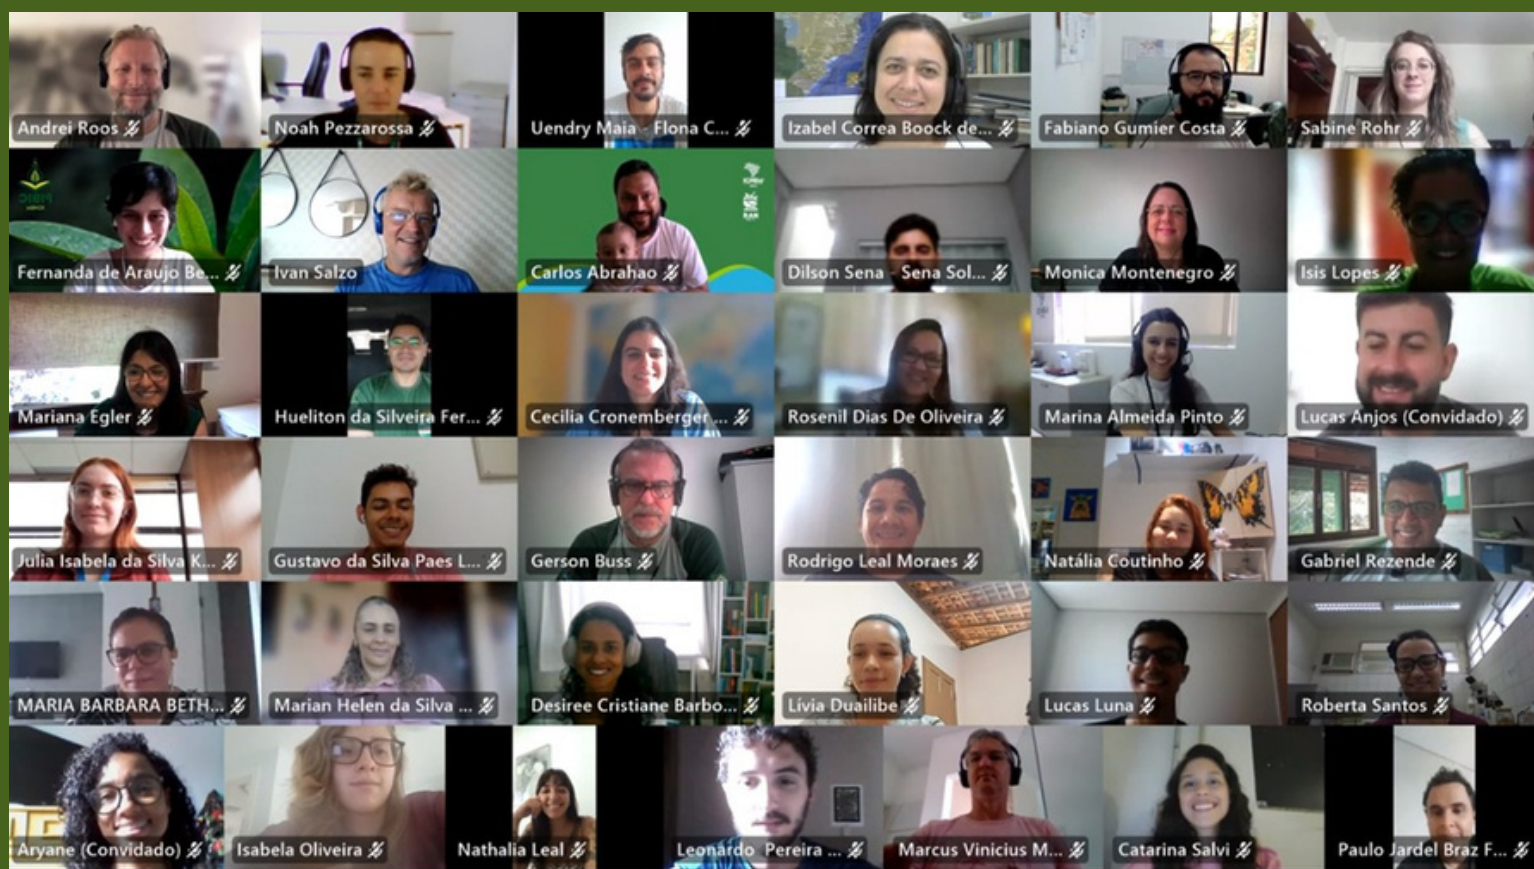 Andrei Roos
Noah Pezzarossa
Uendry Maia - Flona C...
Izabel Correa Boock de...
Fabiano Gumier Costa
Sabine Rohr
PIBIC
Fernanda de Araujo Be...
Ivan Salzo
Carlos Abrahao
Dilson Sena - Sena Sol...
Monica Montenegro
Isis Lopes
Mariana Egler
Hueliton da Silveira Fer...
Cecilia Cronemberger ...
Rosenil Dias De Oliveira
Marina Almeida Pinto
Lucas Anjos (Convidado)
Julia Isabela da Silva K...
Gustavo da Silva Paes L...
Gerson Buss
Rodrigo Leal Moraes
Natália Coutinho
Gabriel Rezende
MARIA BARBARA BETH...
Marian Helen da Silva ...
Desiree Cristiane Barbo...
Lívia Duailibe
Lucas Luna
Roberta Santos
Aryane (Convidado)
Isabela Oliveira
Nathalia Leal
Leonardo Pereira ...
Marcus Vinicius M...
Catarina Salvi
Paulo Jardel Braz F...